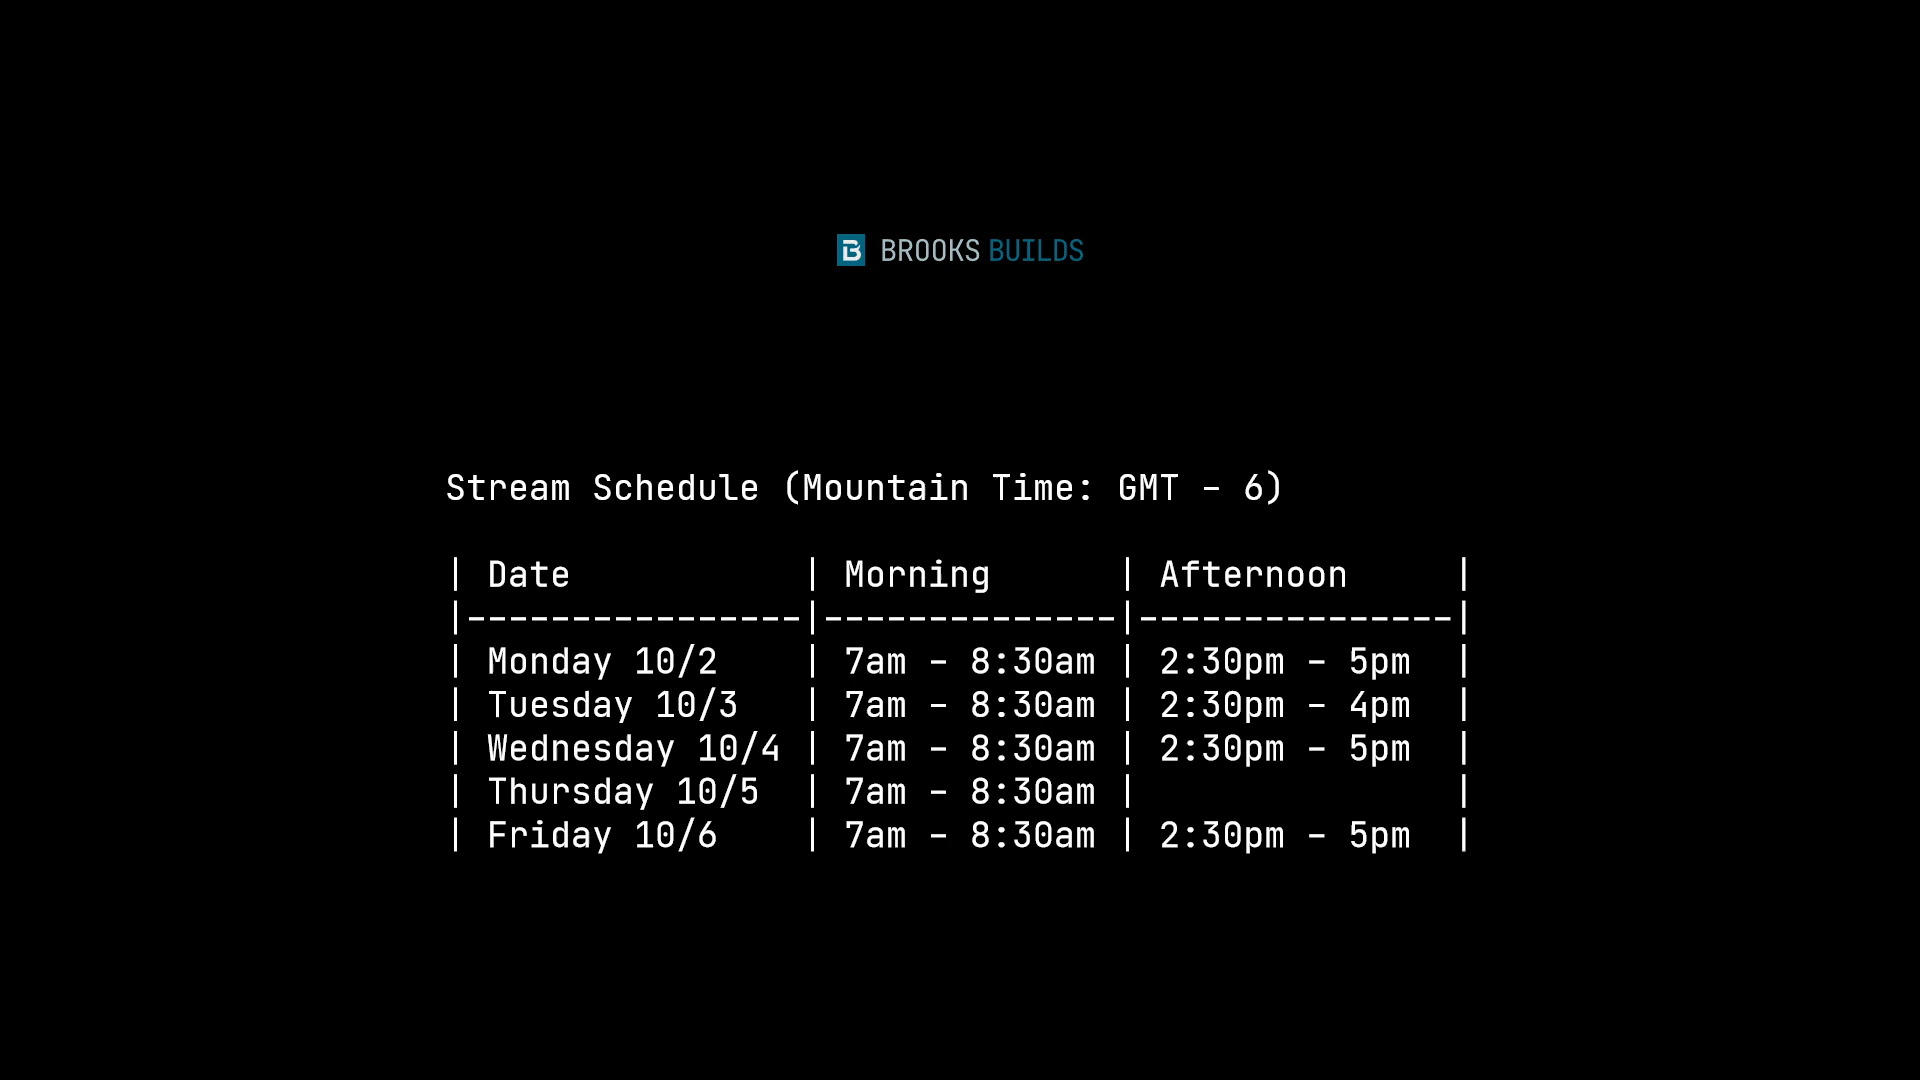 B BROOKS BUILDS
Stream Schedule (Mountain Time: GMT - 6)
| Date           | Morning      | Afternoon     |
|----------------|--------------|---------------|
| Monday 10/2    | 7am - 8:30am | 2:30pm - 5pm  |
| Tuesday 10/3   | 7am - 8:30am | 2:30pm - 4pm  |
| Wednesday 10/4 | 7am - 8:30am | 2:30pm - 5pm  |
| Thursday 10/5  | 7am - 8:30am |               |
| Friday 10/6    | 7am - 8:30am | 2:30pm - 5pm  |